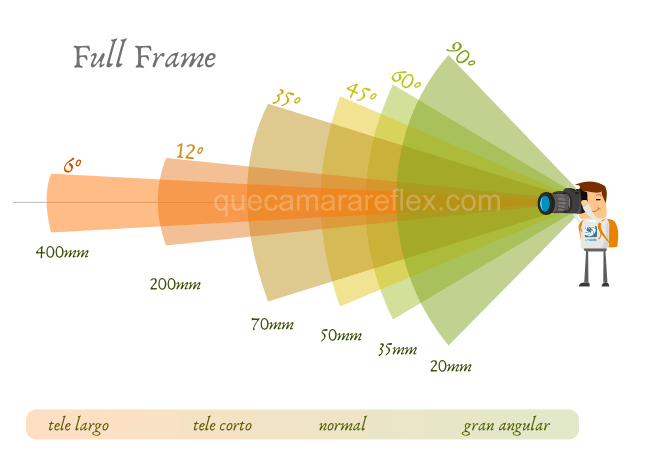 Full Frame
90º
60º
45º
35º
12º
6º
quecamarareflex.com
400mm
200mm
70mm
50mm
35mm
20mm
tele largo
tele corto
normal
gran angular